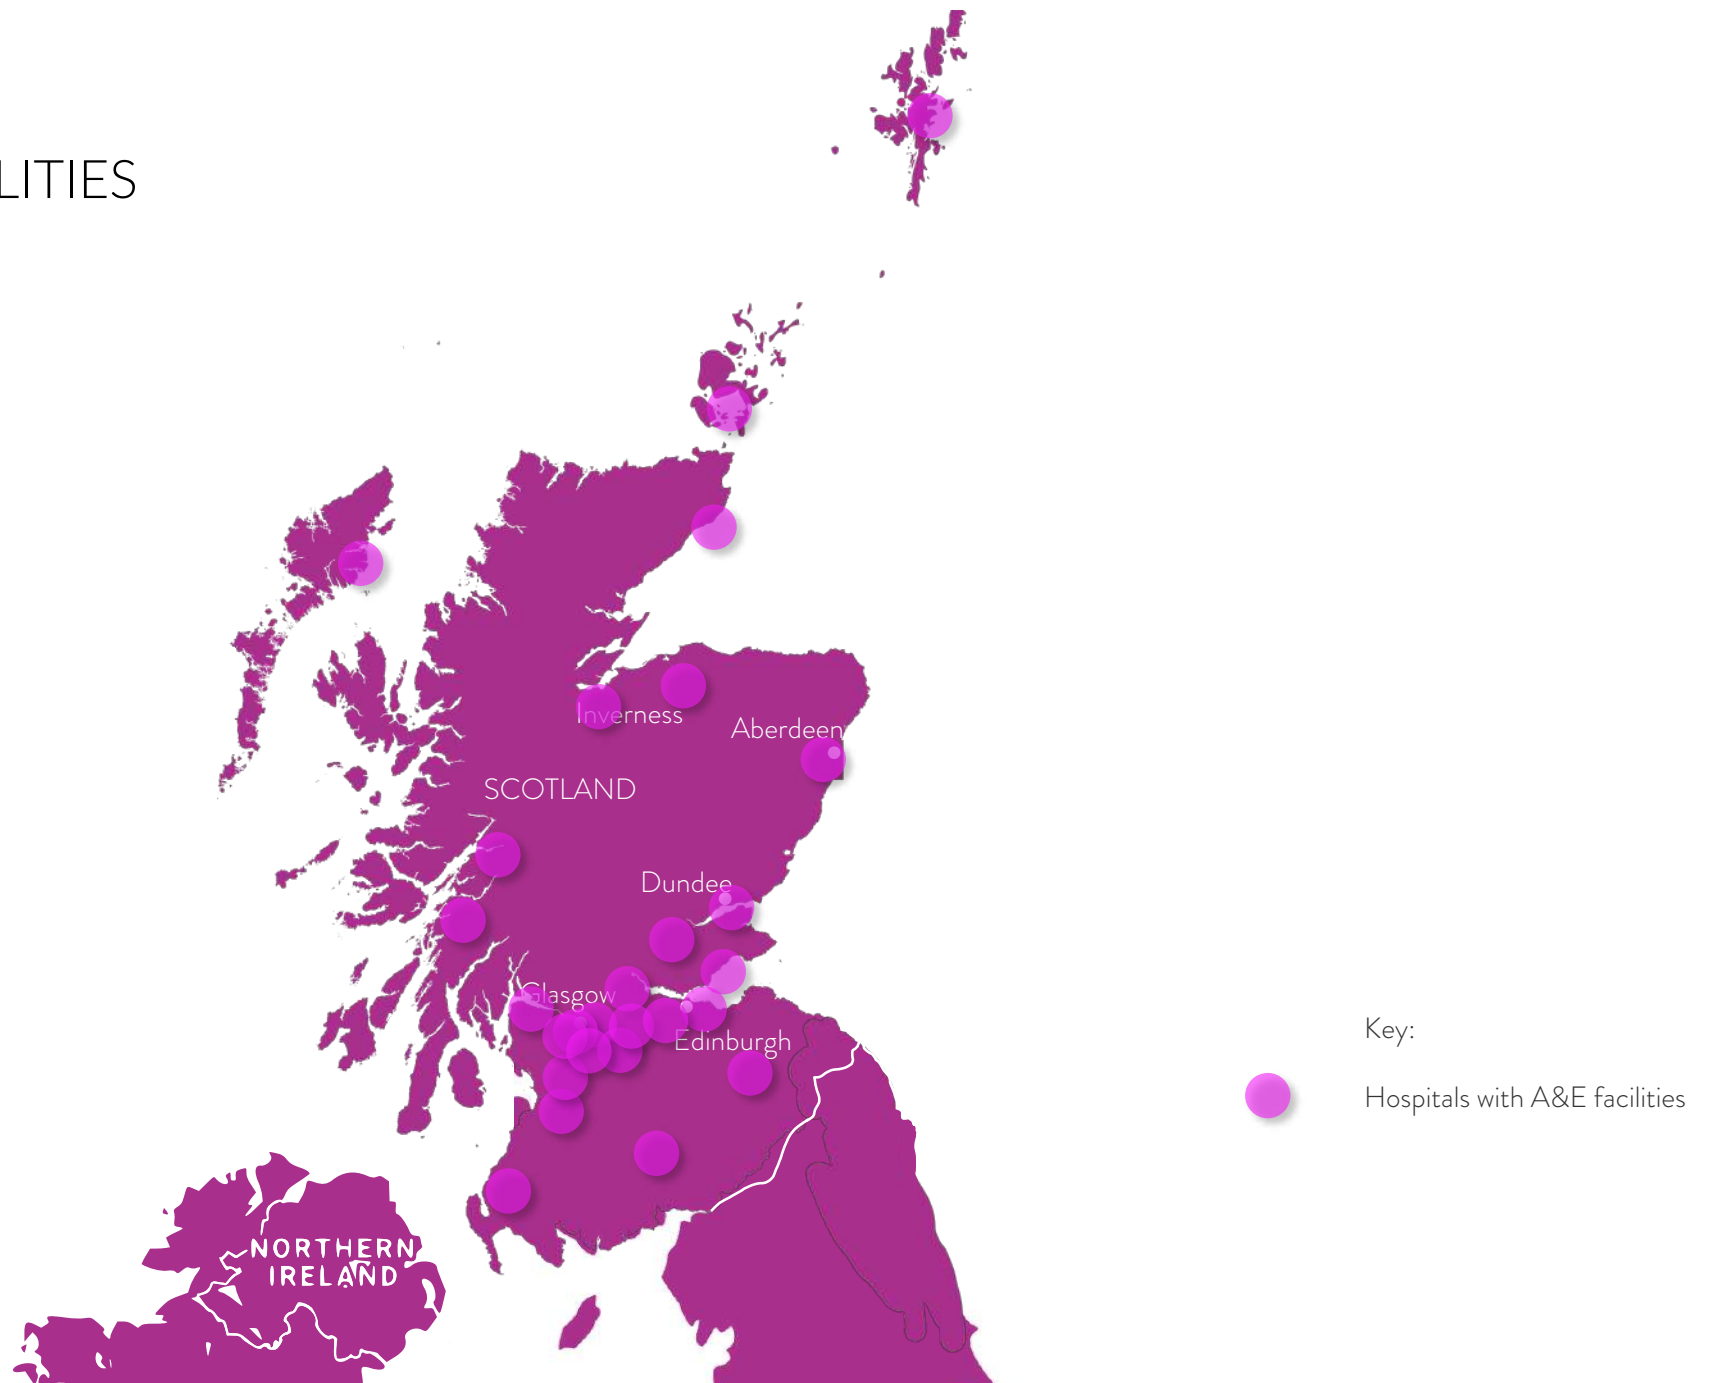 LITIES
Inverness
Aberdeen
SCOTLAND
Dundee
Glasgow
Edinburgh
Key:
Hospitals with A&E facilities
NORTHERN
IRELAND